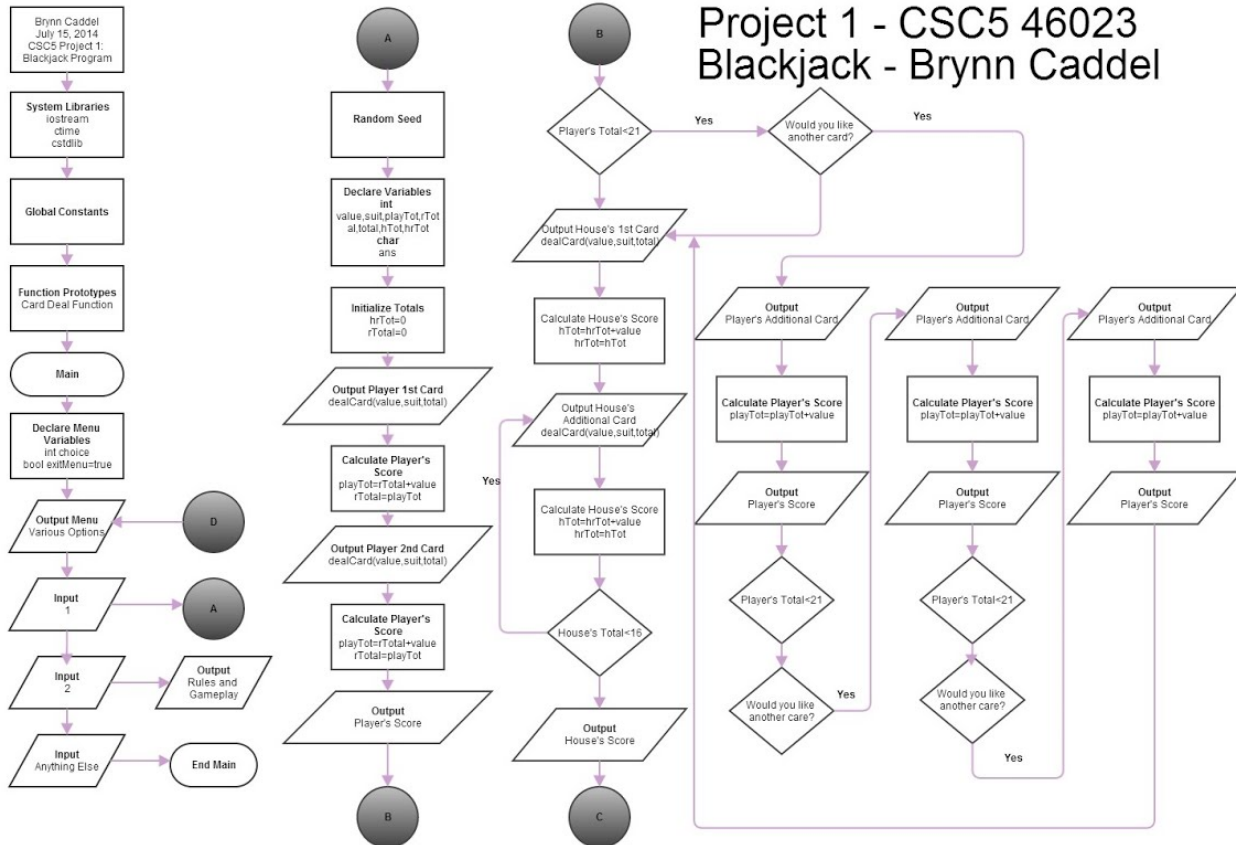 Project 1 - CSC5 46023
Blackjack - Brynn Caddel
Brynn Caddel
July 15, 2014
CSC5 Project 1:
Blackjack Program
System Libraries
iostream
ctime
cstdlib
Global Constants
Function Prototypes
Card Deal Function
Main
Declare Menu
Variables
int choice
bool exitMenu=true
Output Menu
Various Options
D
Input
1
A
Input
2
Output
Rules and
Gameplay
Input
Anything Else
End Main
A
Random Seed
Declare Variables
int
value,suit,playTot,rTot
al,total,hTot,hrTot
char
ans
Initialize Totals
hrTot=0
rTotal=0
Output Player 1st Card
dealCard(value,suit,total)
Calculate Player's
Score
playTot=rTotal+value
rTotal=playTot
Output Player 2nd Card
dealCard(value,suit,total)
Calculate Player's
Score
playTot=rTotal+value
rTotal=playTot
Output
Player's Score
B
B
Player's Total<21
Yes
Would you like
another card?
Yes
Output House's 1st Card
dealCard(value,suit,total)
Calculate House's Score
hTot=hrTot+value
hrTot=hTot
Output House's
Additional Card
dealCard(value,suit,total)
Yes
Calculate House's Score
hTot=hrTot+value
hrTot=hTot
House's Total<16
Output
House's Score
C
Output
Player's Additional Card
Calculate Player's Score
playTot=playTot+value
Output
Player's Score
Player's Total<21
Would you like
another care?
Yes
Output
Player's Additional Card
Calculate Player's Score
playTot=playTot+value
Output
Player's Score
Player's Total<21
Would you like
another care?
Yes
Output
Player's Additional Card
Calculate Player's Score
playTot=playTot+value
Output
Player's Score